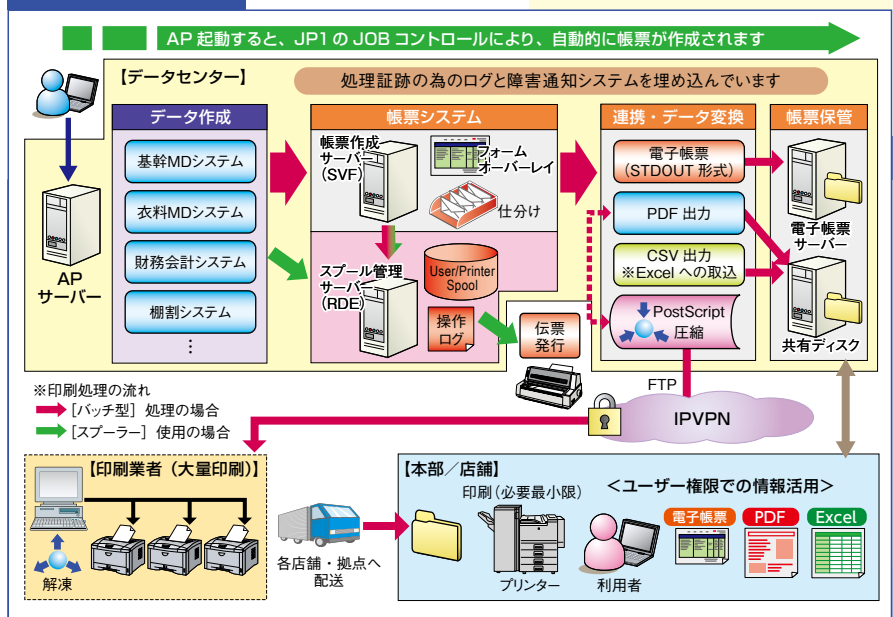 AP 起動すると、JP1 の JOB コントロールにより、自動的に帳票が作成されます
【データセンター】
処理証跡の為のログと障害通知システムを埋め込んでいます
データ作成
帳票システム
連携・データ変換
帳票保管
基幹MDシステム
衣料MDシステム
財務会計システム
棚割システム
⋮
AP
サーバー
帳票作成
サーバー
(SVF)
フォーム
オーバーレイ
仕分け
スプール管理
サーバー
(RDE)
User/Printer
Spool
操作
ログ
伝票
発行
電子帳票
(STDOUT 形式)
PDF 出力
CSV 出力
※Excel への取込
PostScript
圧縮
電子帳票
サーバー
共有ディスク
※印刷処理の流れ
[バッチ型] 処理の場合
[スプーラー] 使用の場合
FTP
IPVPN
【印刷業者（大量印刷）】
解凍
各店舗・拠点へ
配送
【本部／店舗】
印刷（必要最小限）
＜ユーザー権限での情報活用＞
電子帳票
PDF
Excel
プリンター
利用者